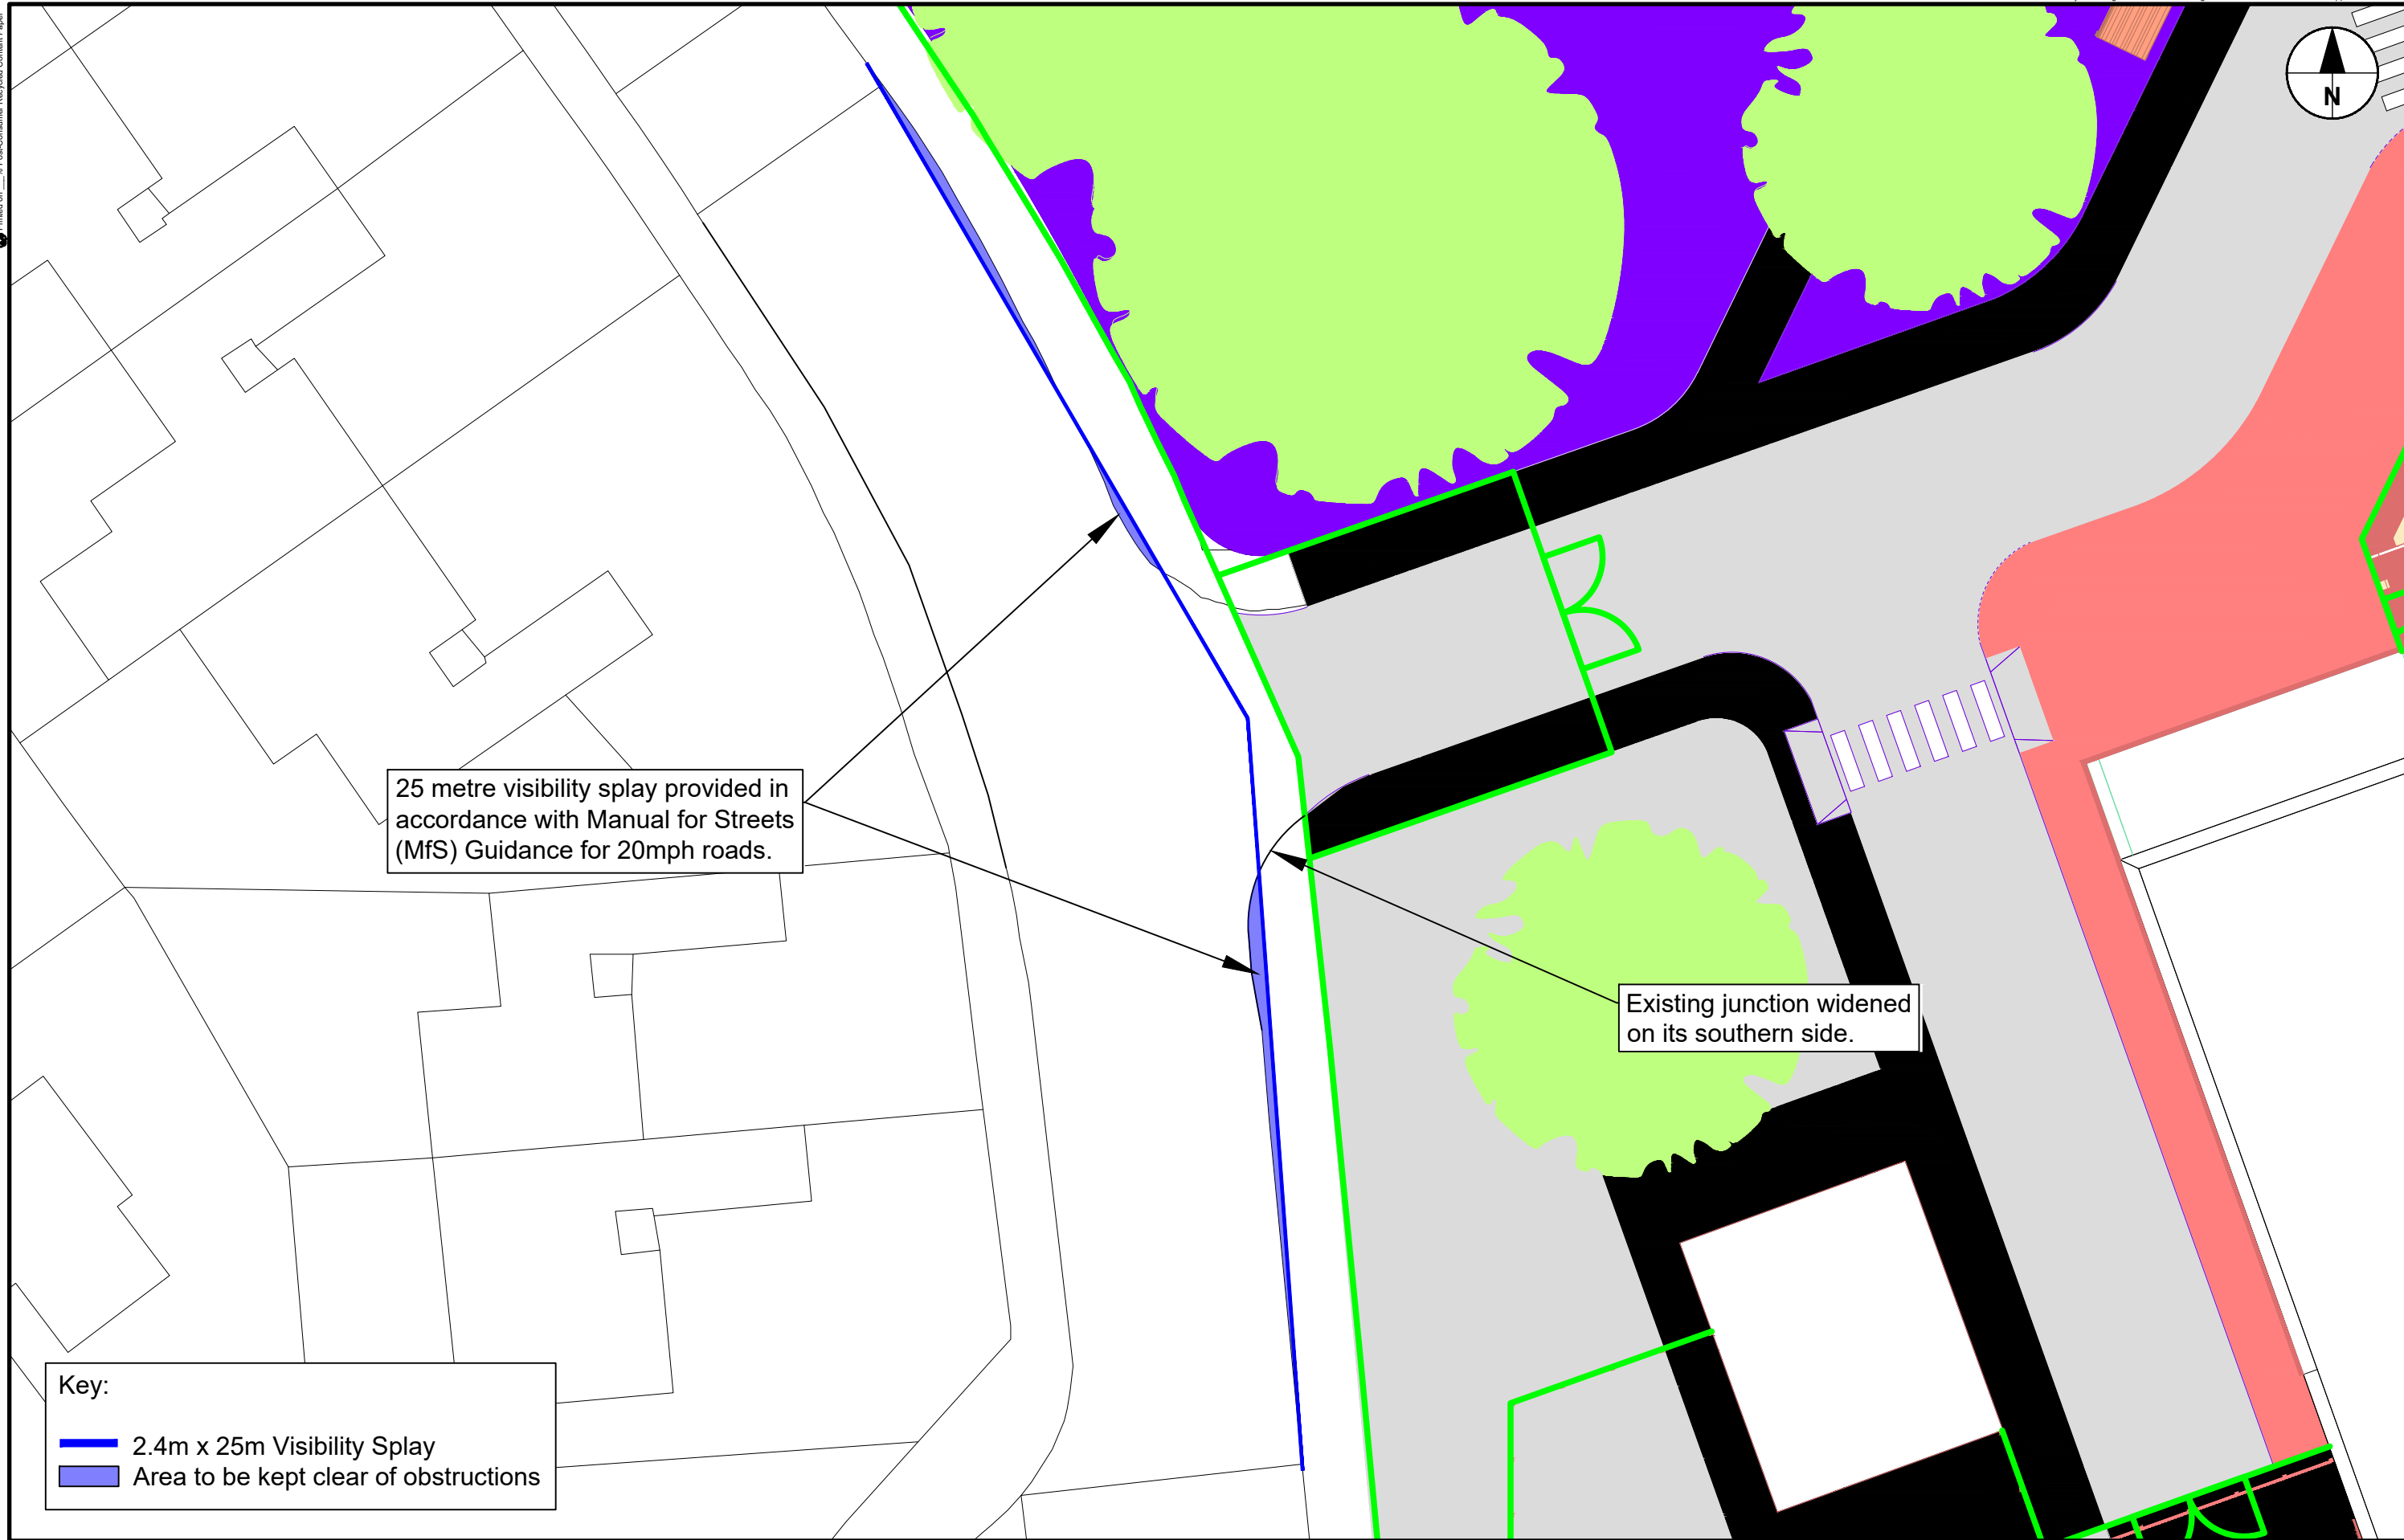 N
25 metre visibility splay provided in
accordance with Manual for Streets
(MfS) Guidance for 20mph roads.
Existing junction widened
on its southern side.
Key:
2.4m x 25m Visibility Splay
Area to be kept clear of obstructions